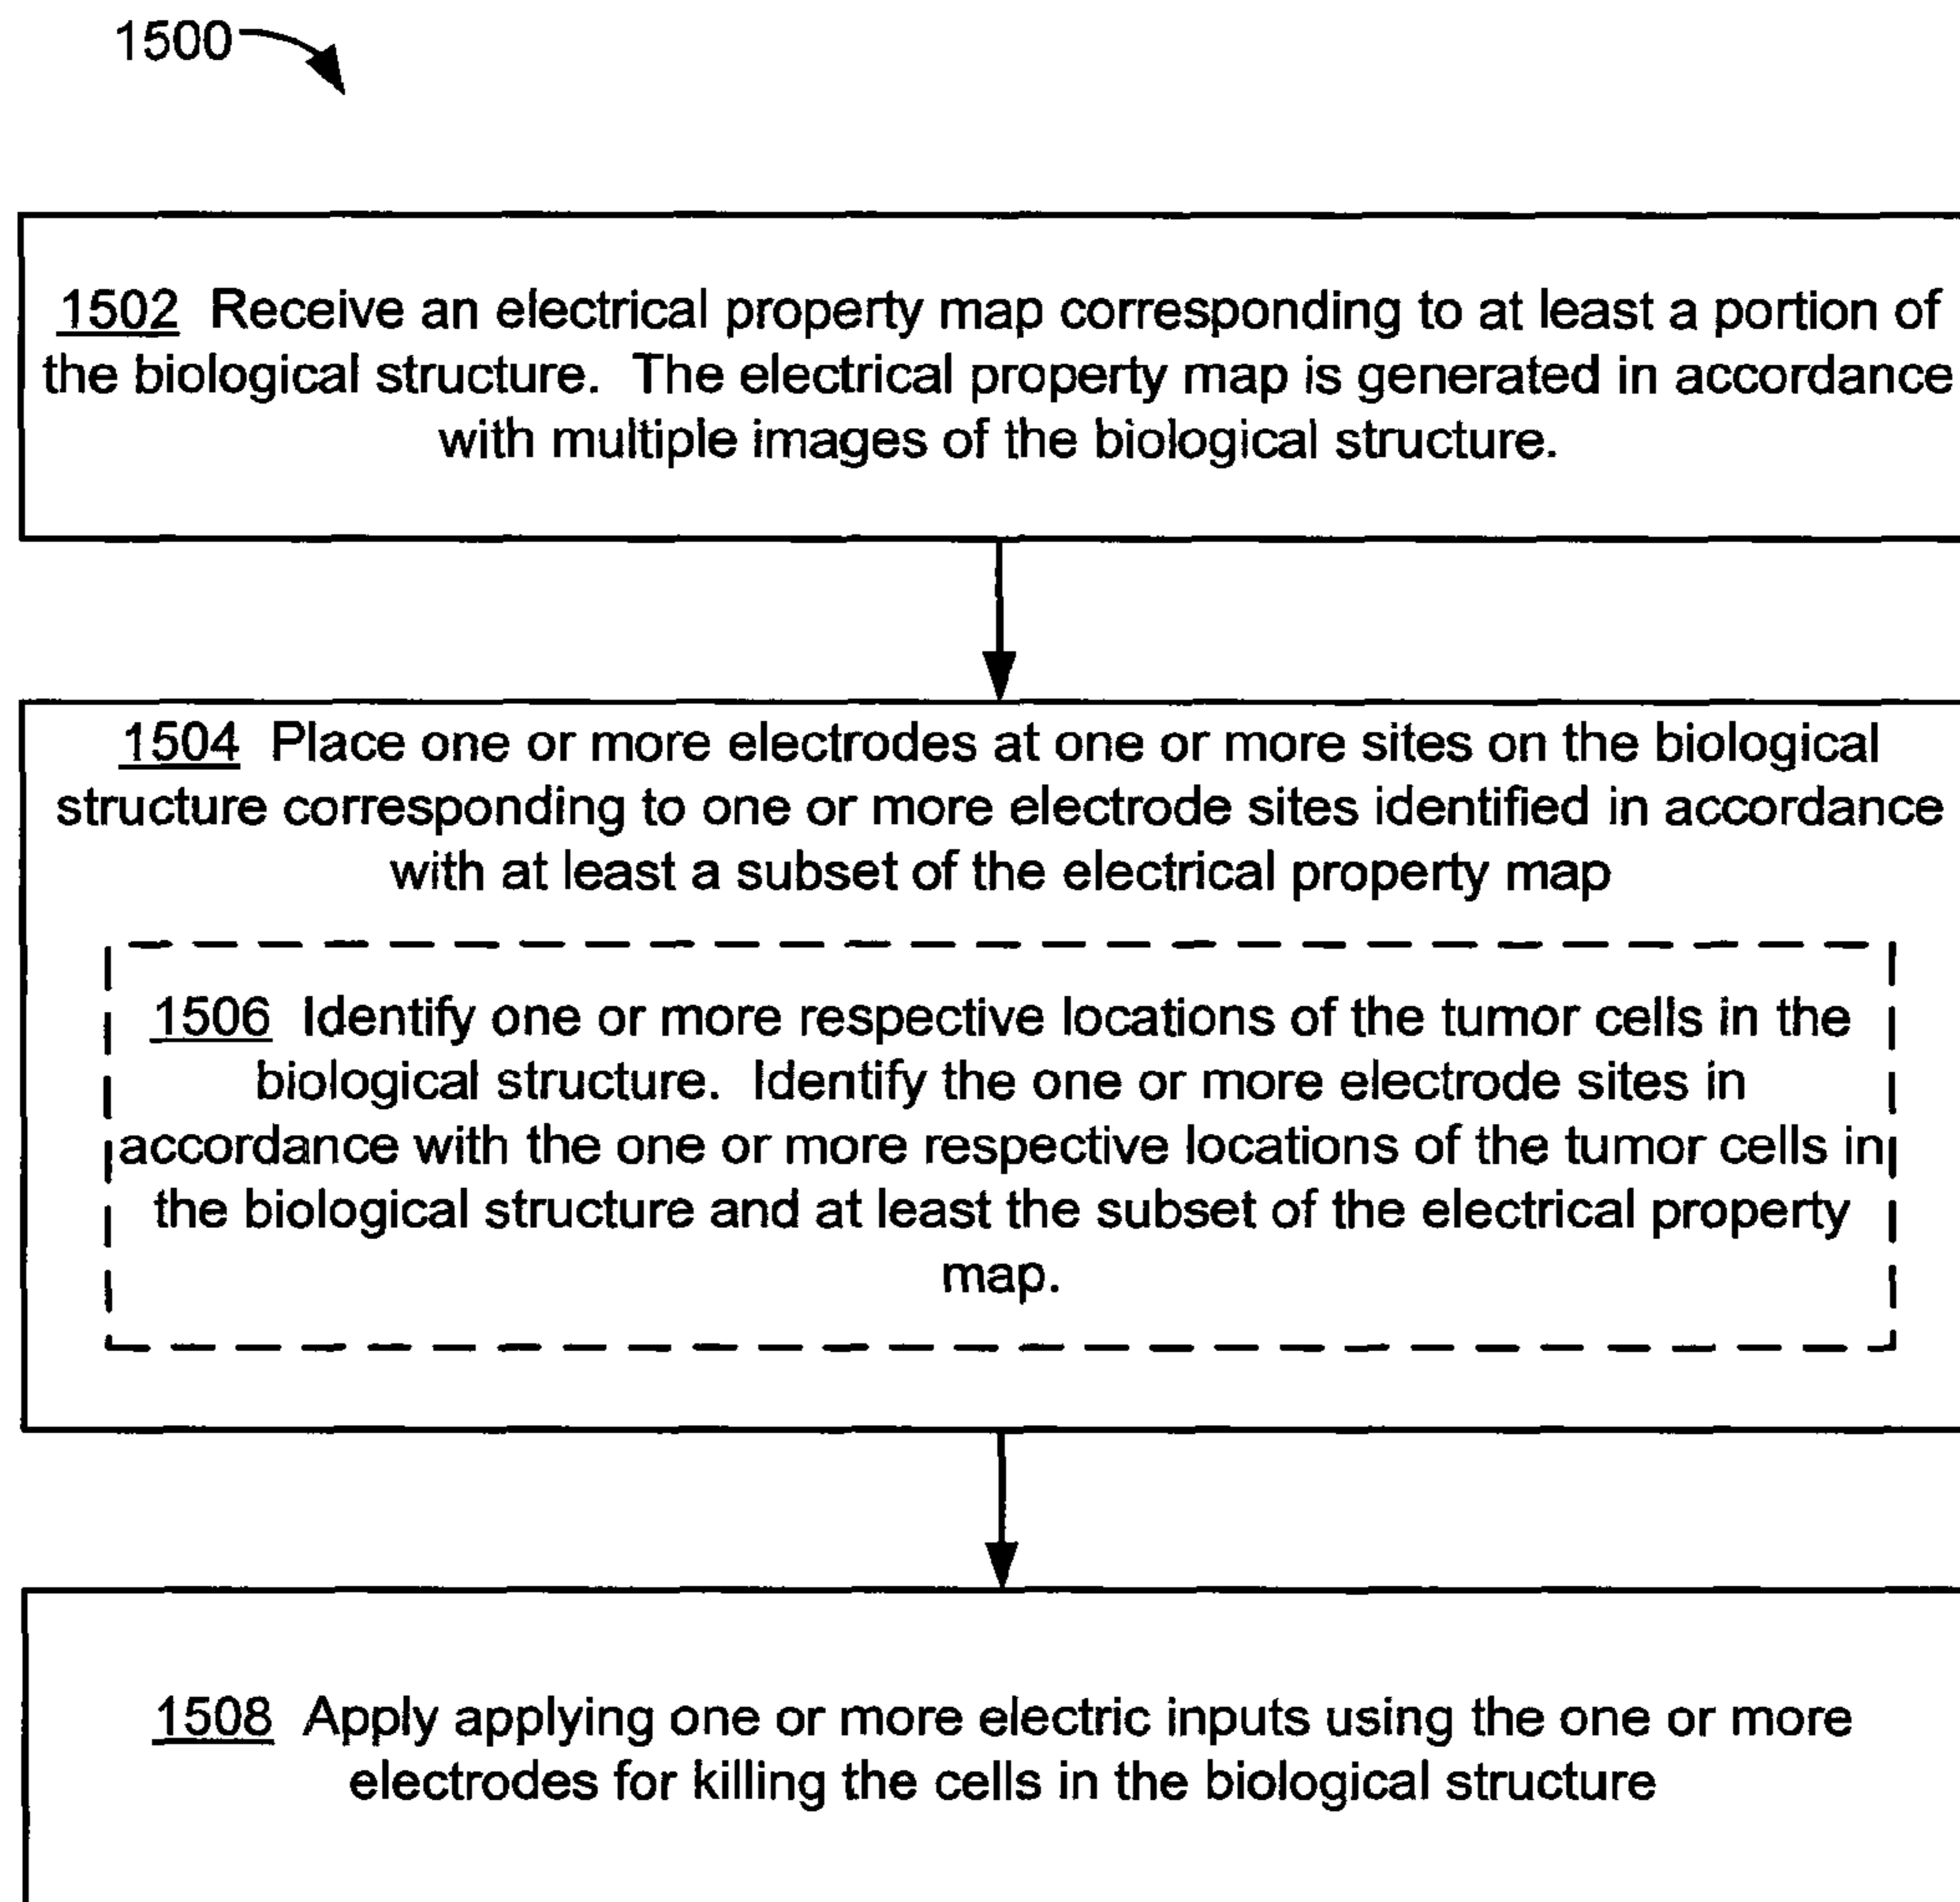 1500
1502 Receive an electrical property map corresponding to at least a portion of
the biological structure. The electrical property map is generated in accordance
with multiple images of the biological structure.
1504 Place one or more electrodes at one or more sites on the biological
structure corresponding to one or more electrode sites identified in accordance
with at least a subset of the electrical property map
1506 Identify one or more respective locations of the tumor cells in the
biological structure. Identify the one or more electrode sites in
accordance with the one or more respective locations of the tumor cells in
the biological structure and at least the subset of the electrical property
map.
1508 Apply applying one or more electric inputs using the one or more
electrodes for killing the cells in the biological structure